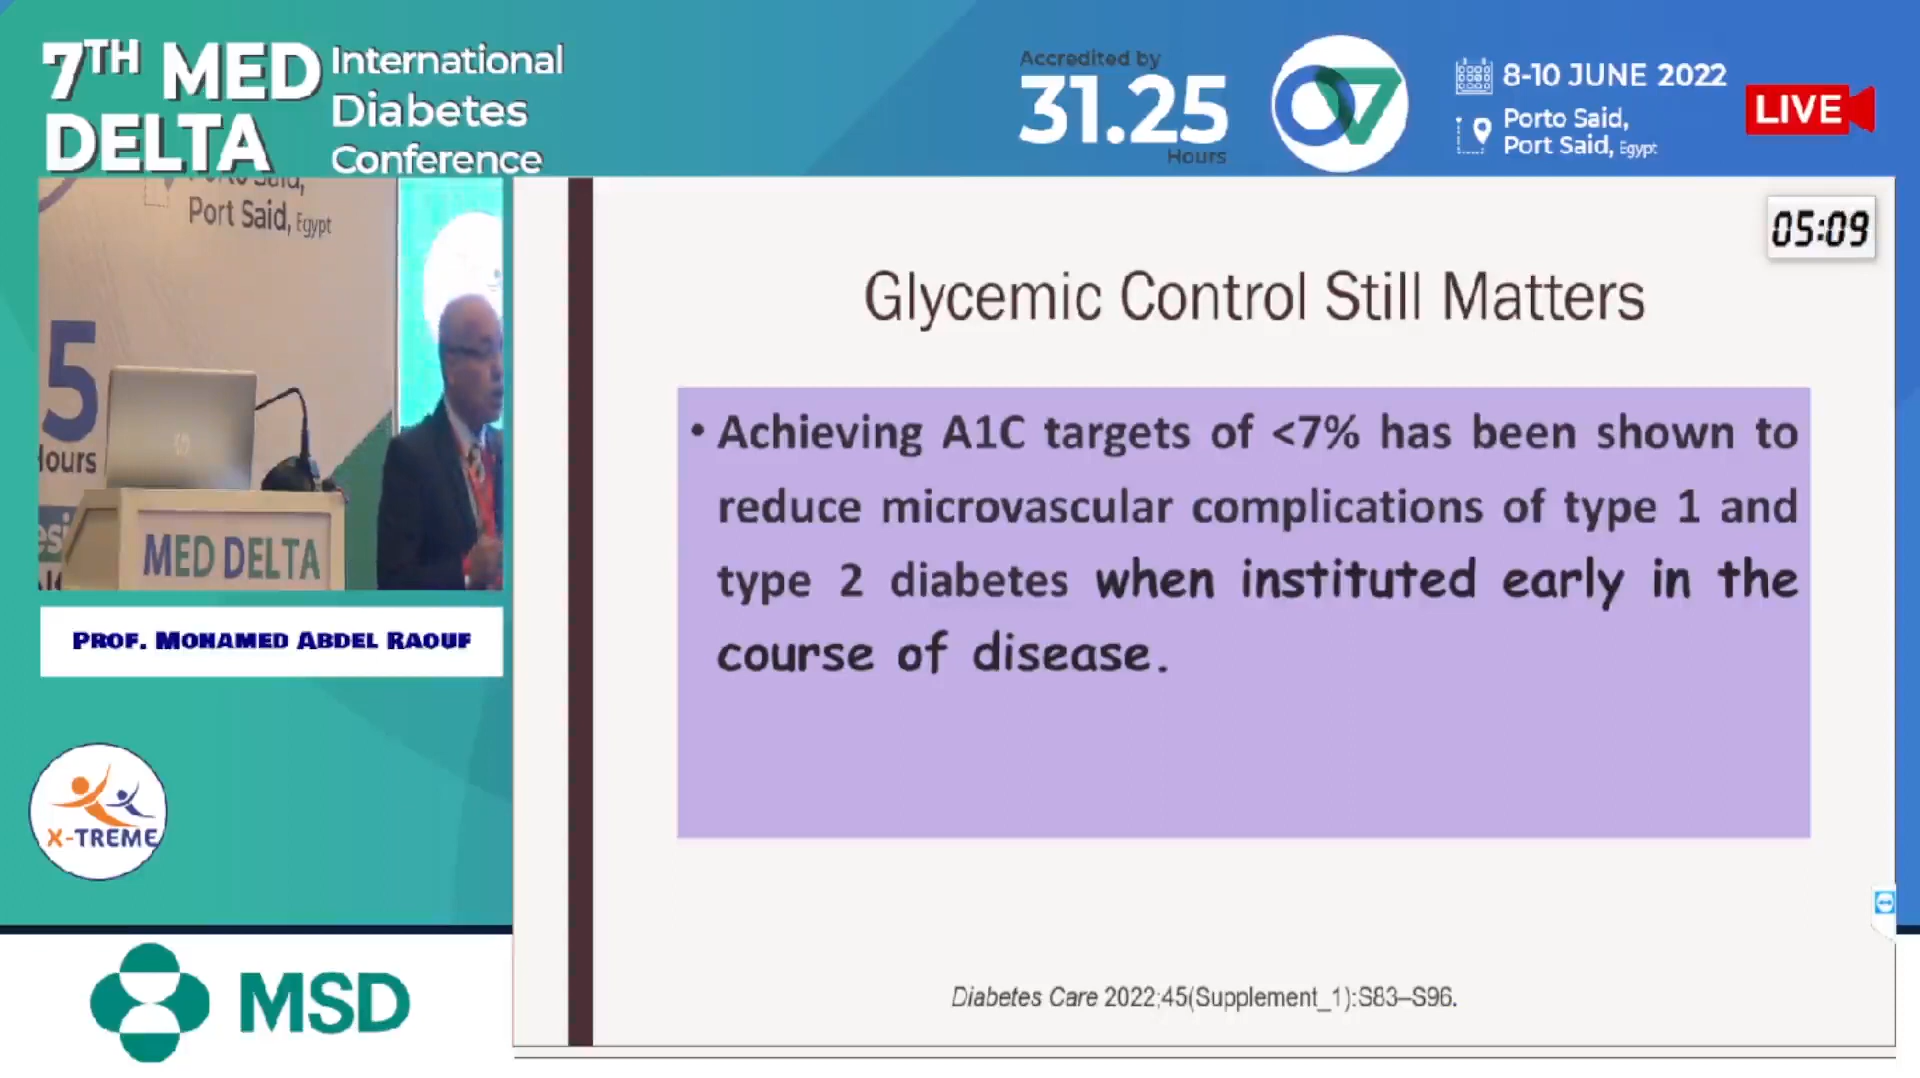 7TH MED
DELTA
International
Diabetes
Conference
Accredited by
31.25
Hours
8-10 JUNE 2022
Porto Said,
Port Said, Egypt
LIVE
Port Said, Egypt
5
MED DELTA
PROF. MOHAMED ABDEL RAOUF
X-TREME
MSD
05:09
Glycemic Control Still Matters
• Achieving A1C targets of <7% has been shown to
reduce microvascular complications of type 1 and
type 2 diabetes when instituted early in the
course of disease.
Diabetes Care 2022;45(Supplement_1):S83–S96.